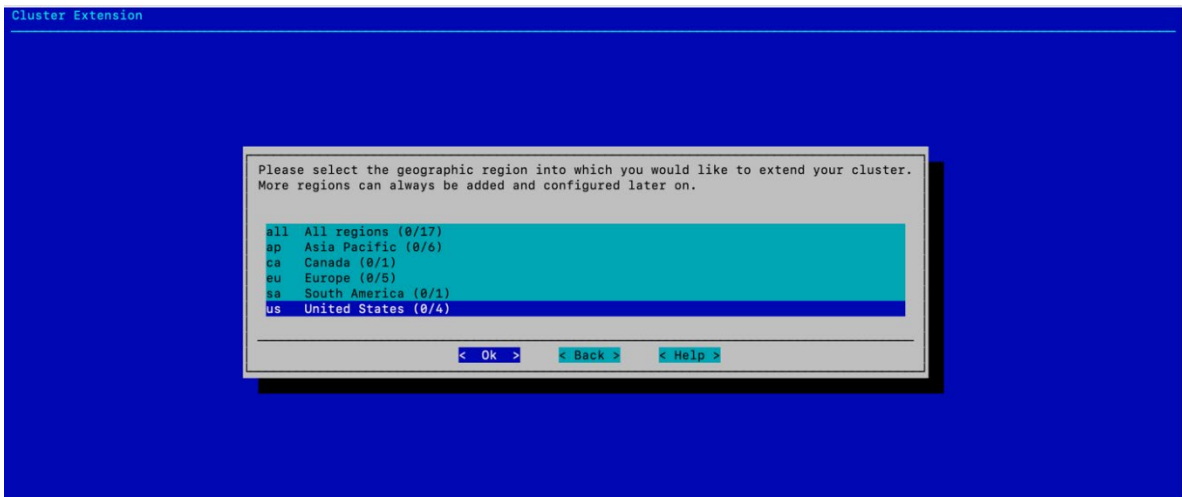 Cluster Extension
Please select the geographic region into which you would like to extend your cluster.
More regions can always be added and configured later on.
all  All regions (0/17)
ap  Asia Pacific (0/6)
ca  Canada (0/1)
eu  Europe (0/5)
sa  South America (0/1)
us  United States (0/4)
<  Ok  >  < Back >  < Help >